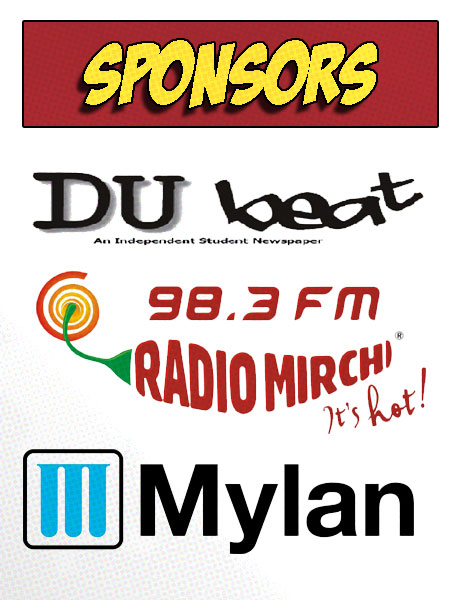 SPONSORS
DU beat
An Independent Student Newspaper
98.3 FM
RADIO MIRCHI ®
It's hot!
Mylan